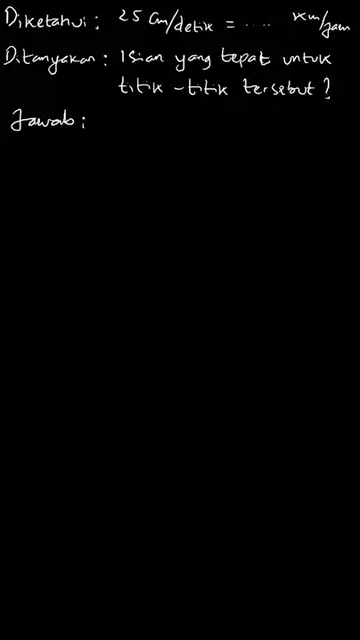 Diketahui : 25 cm/detik = ..... km/jam
Ditanyakan : Isian yang tepat untuk
titik-titik tersebut ?
Jawab :